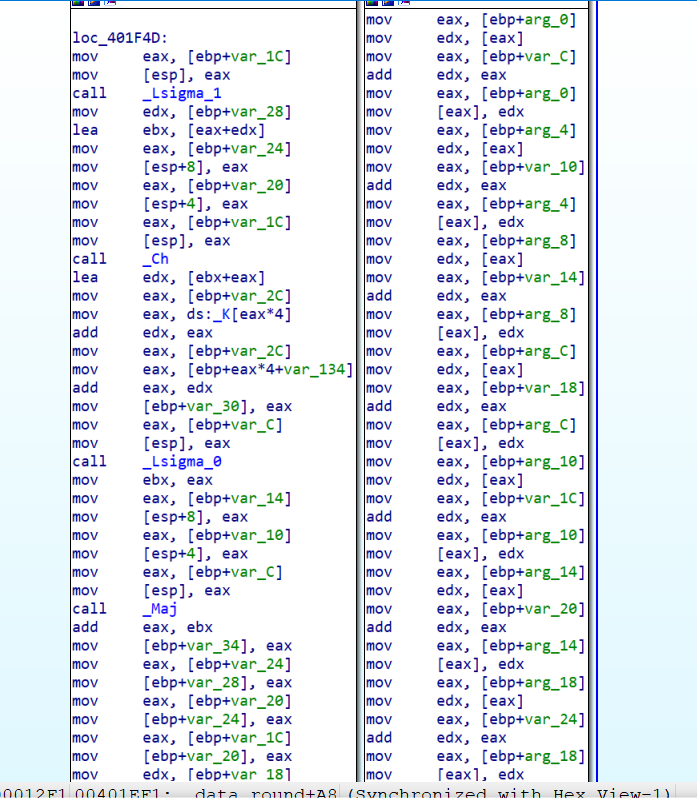 loc_401F4D:
mov eax, [ebp+var_1C]
mov [esp], eax
call _Lsigma_1
mov edx, [ebp+var_28]
lea ebx, [eax+edx]
mov eax, [ebp+var_24]
mov [esp+8], eax
mov eax, [ebp+var_20]
mov [esp+4], eax
mov eax, [ebp+var_1C]
mov [esp], eax
call _Ch
lea edx, [ebx+eax]
mov eax, [ebp+var_2C]
mov eax, ds:_K[eax*4]
add edx, eax
mov eax, [ebp+var_2C]
mov eax, [ebp+eax*4+var_134]
add eax, edx
mov [ebp+var_30], eax
mov eax, [ebp+var_C]
mov [esp], eax
call _Lsigma_0
mov ebx, eax
mov eax, [ebp+var_14]
mov [esp+8], eax
mov eax, [ebp+var_10]
mov [esp+4], eax
mov eax, [ebp+var_C]
mov [esp], eax
call _Maj
add eax, ebx
mov [ebp+var_34], eax
mov eax, [ebp+var_24]
mov [ebp+var_28], eax
mov eax, [ebp+var_20]
mov [ebp+var_24], eax
mov eax, [ebp+var_1C]
mov [ebp+var_20], eax
mov edx, [ebp+var_18]
mov eax, [ebp+arg_0]
mov edx, [eax]
mov eax, [ebp+var_C]
add edx, eax
mov eax, [ebp+arg_0]
mov [eax], edx
mov eax, [ebp+arg_4]
mov edx, [eax]
mov eax, [ebp+var_10]
add edx, eax
mov eax, [ebp+arg_4]
mov [eax], edx
mov eax, [ebp+arg_8]
mov edx, [eax]
mov eax, [ebp+var_14]
add edx, eax
mov eax, [ebp+arg_8]
mov [eax], edx
mov eax, [ebp+arg_C]
mov edx, [eax]
mov eax, [ebp+var_18]
add edx, eax
mov eax, [ebp+arg_C]
mov [eax], edx
mov eax, [ebp+arg_10]
mov edx, [eax]
mov eax, [ebp+var_1C]
add edx, eax
mov eax, [ebp+arg_10]
mov [eax], edx
mov eax, [ebp+arg_14]
mov edx, [eax]
mov eax, [ebp+var_20]
add edx, eax
mov eax, [ebp+arg_14]
mov [eax], edx
mov eax, [ebp+arg_18]
mov edx, [eax]
mov eax, [ebp+var_24]
add edx, eax
mov eax, [ebp+arg_18]
mov [eax], edx
00012F1 00401EF1: data round+A8 (Synchronized with Hex View-1)